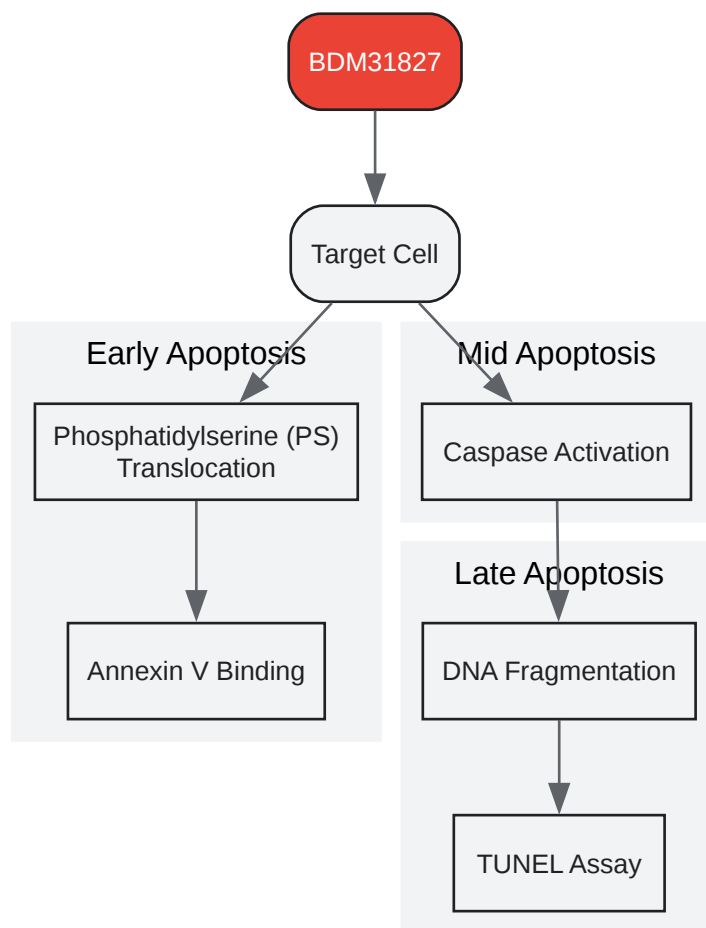 BDM31827
Target Cell
Early Apoptosis
Mid Apoptosis
Phosphatidylserine (PS)
Translocation
Caspase Activation
Late Apoptosis
Annexin V Binding
DNA Fragmentation
TUNEL Assay